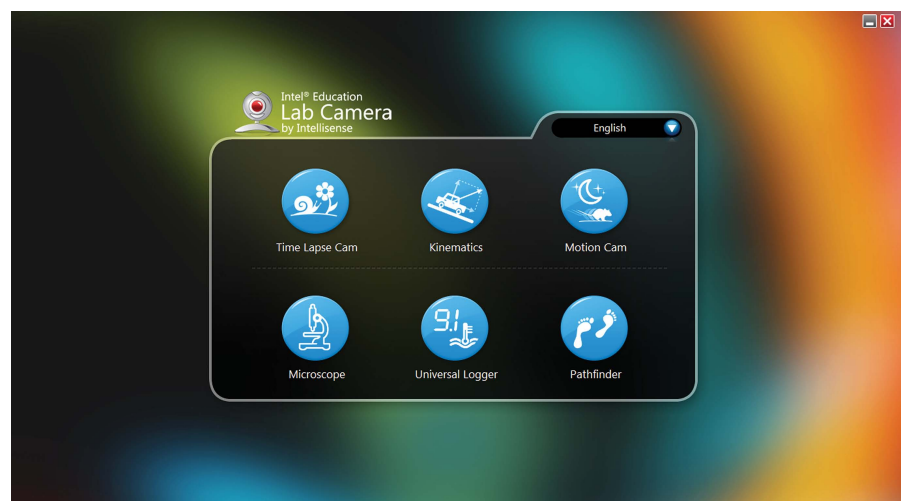 Intel® Education
Lab Camera
by Intellisense
English
Time Lapse Cam
Kinematics
Motion Cam
9.1
Microscope
Universal Logger
Pathfinder